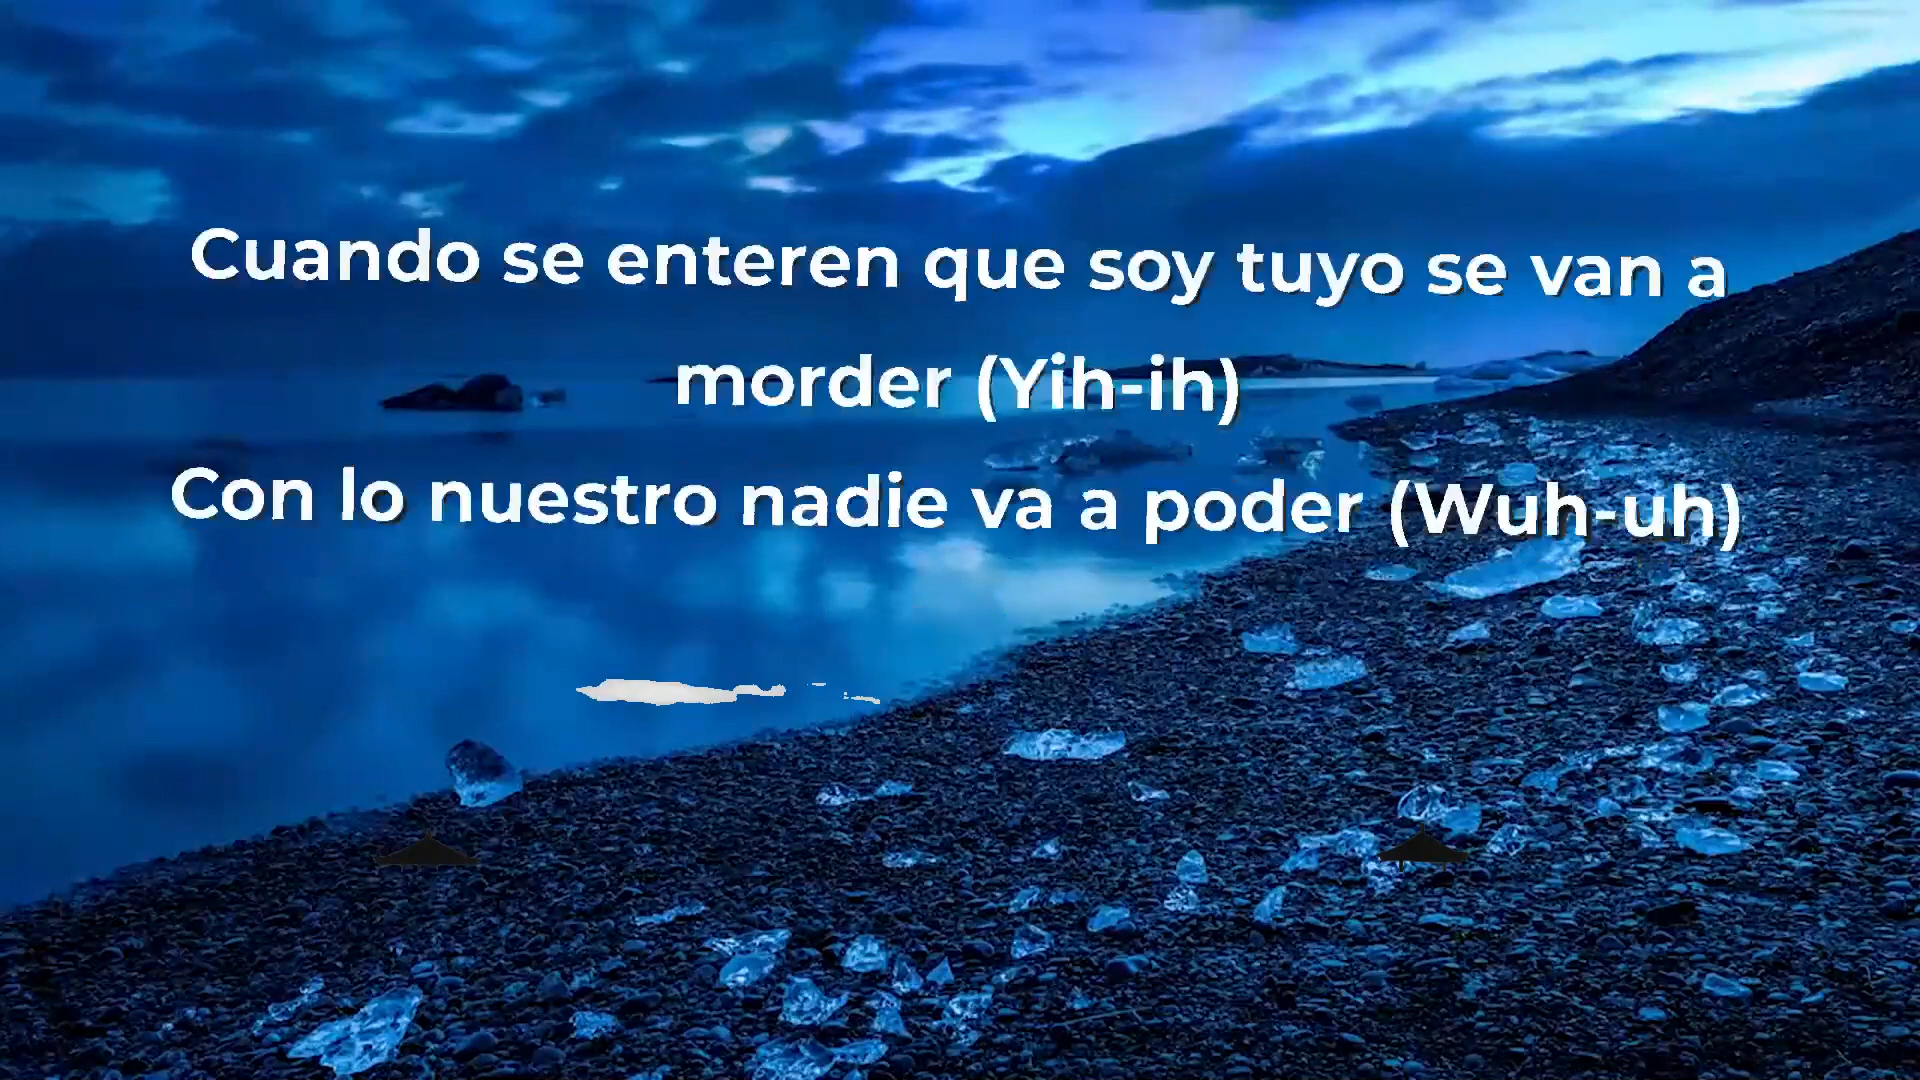 Cuando se enteren que soy tuyo se van a
morder (Yih-ih)
Con lo nuestro nadie va a poder (Wuh-uh)